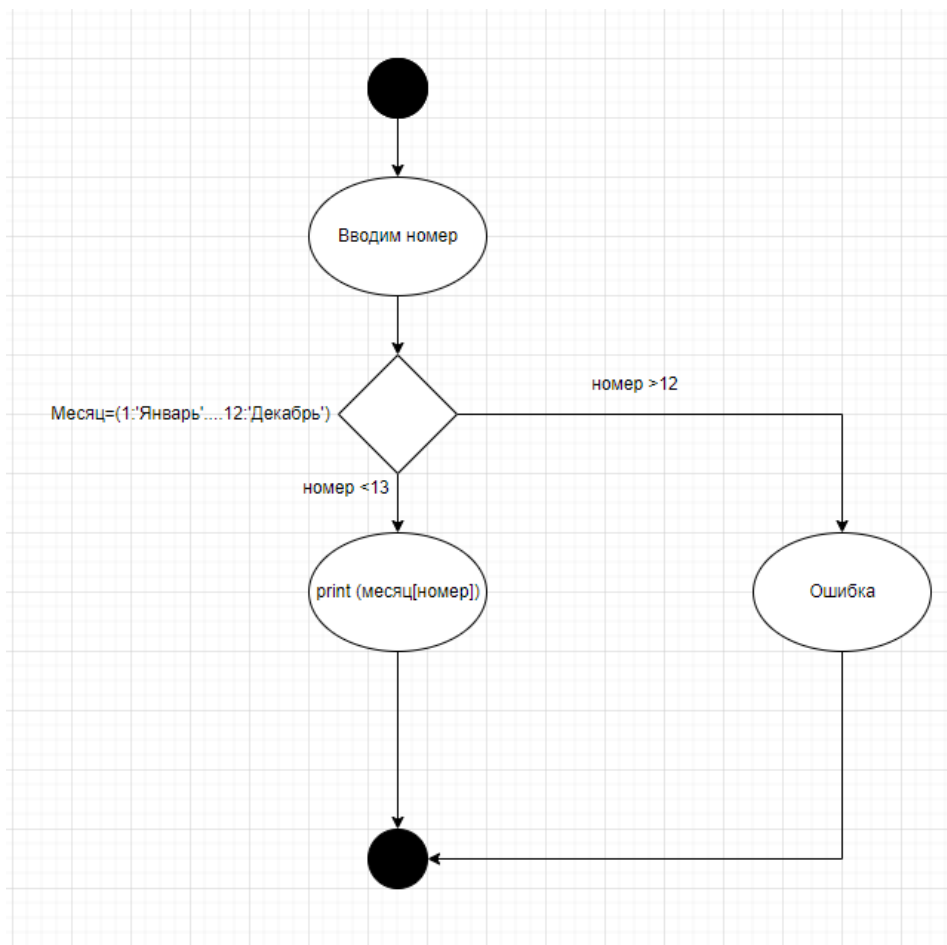 Вводим номер
номер >12
Месяц=(1:'Январь'....12:'Декабрь')
номер <13
print (месяц[номер])
Ошибка